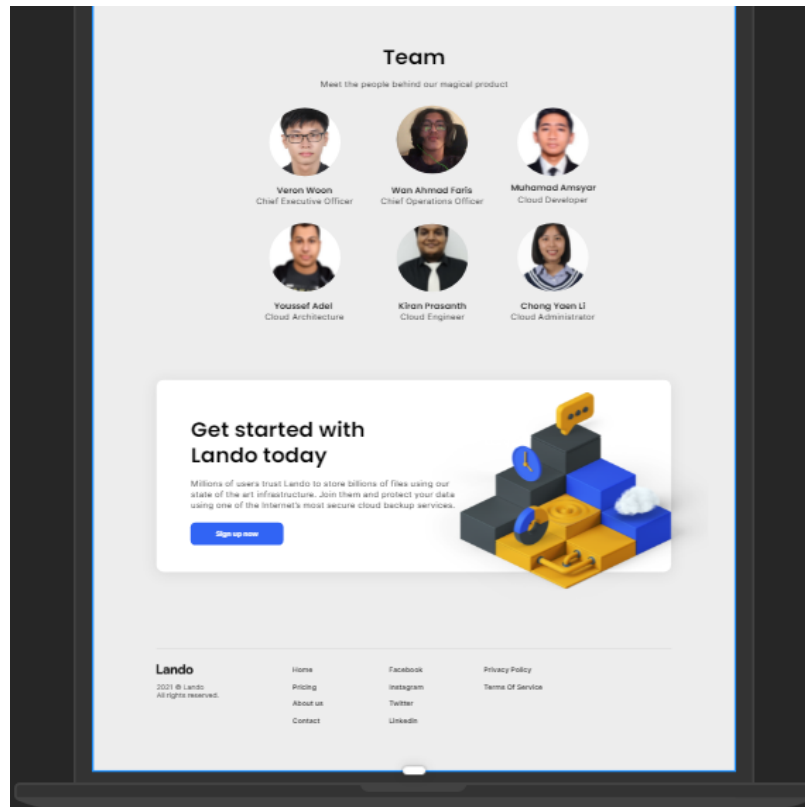 Team
Meet the people behind our magical product
Veron Woon
Chief Executive Officer
Wan Ahmad Faris
Chief Operations Officer
Muhamad Amsyar
Cloud Developer
Youssef Adel
Cloud Architecture
Kiran Prasanth
Cloud Engineer
Chong Yaen Li
Cloud Administrator
Get started with
Lando today
Millions of users trust Lando to store billions of files using our
state of the art infrastructure. Join them and protect your data
using one of the Internet's most secure cloud backup services.
Sign up now
Lando
2021 © Lando
All rights reserved.
Home
Pricing
About us
Contact
Facebook
Instagram
Twitter
LinkedIn
Privacy Policy
Terms Of Service